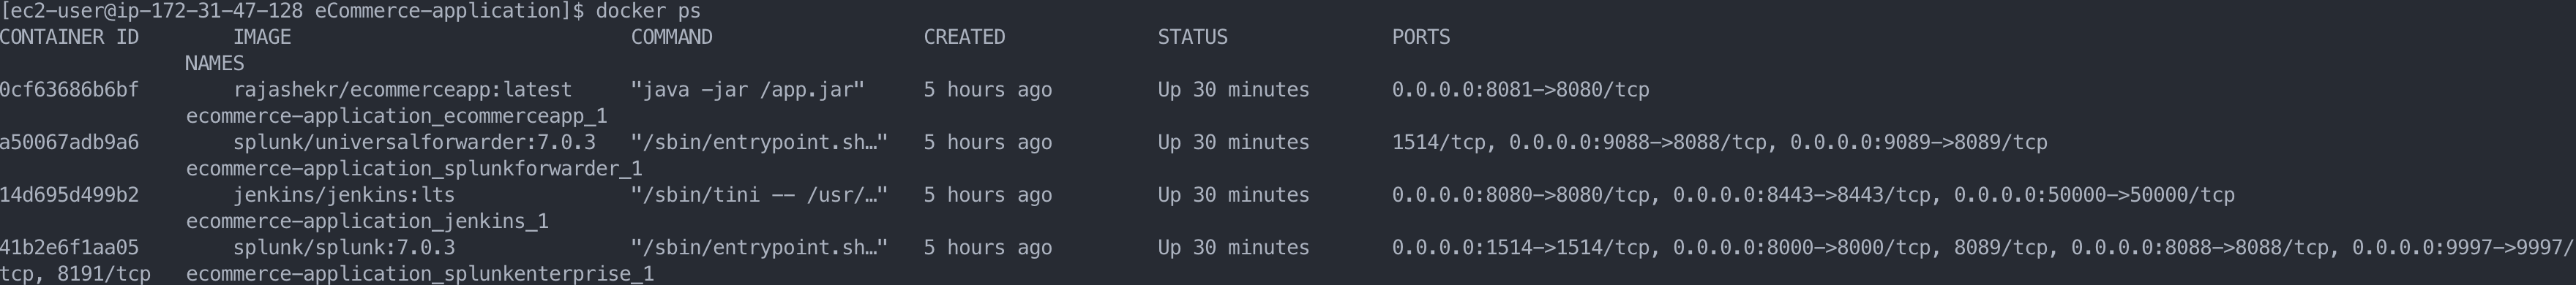 [ec2-user@ip-172-31-47-128 eCommerce-application]$ docker ps
CONTAINER ID        IMAGE                             COMMAND                  CREATED             STATUS              PORTS
                NAMES
0cf63686b6bf        rajashekr/ecommerceapp:latest     "java -jar /app.jar"     5 hours ago         Up 30 minutes       0.0.0.0:8081->8080/tcp
                ecommerce-application_ecommerceapp_1
a50067adb9a6        splunk/universalforwarder:7.0.3   "/sbin/entrypoint.sh…"   5 hours ago         Up 30 minutes       1514/tcp, 0.0.0.0:9088->8088/tcp, 0.0.0.0:9089->8089/tcp
                ecommerce-application_splunkforwarder_1
14d695d499b2        jenkins/jenkins:lts               "/sbin/tini -- /usr/…"   5 hours ago         Up 30 minutes       0.0.0.0:8080->8080/tcp, 0.0.0.0:8443->8443/tcp, 0.0.0.0:50000->50000/tcp
                ecommerce-application_jenkins_1
41b2e6f1aa05        splunk/splunk:7.0.3               "/sbin/entrypoint.sh…"   5 hours ago         Up 30 minutes       0.0.0.0:1514->1514/tcp, 0.0.0.0:8000->8000/tcp, 8089/tcp, 0.0.0.0:8088->8088/tcp, 0.0.0.0:9997->9997/
tcp, 8191/tcp   ecommerce-application_splunkenterprise_1